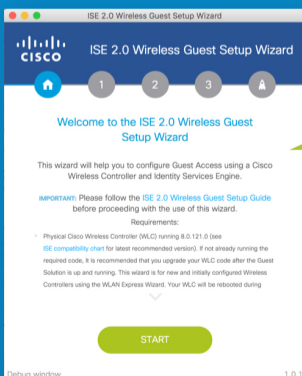 ISE 2.0 Wireless Guest Setup Wizard
CISCO
ISE 2.0 Wireless Guest Setup Wizard
1
2
3
Welcome to the ISE 2.0 Wireless Guest
Setup Wizard
This wizard will help you to configure Guest Access using a Cisco
Wireless Controller and Identity Services Engine.
IMPORTANT: Please follow the ISE 2.0 Wireless Guest Setup Guide
before proceeding with the use of this wizard.
Requirements:
Physical Cisco Wireless Controller (WLC) running 8.0.121.0 (see
ISE compatibility chart for latest recommended version). If not already running the
required code, it is recommended that you upgrade your WLC code after the Guest
Solution is up and running. This wizard is for new and initially configured Wireless
Controllers using the WLAN Express Wizard. Your WLC will be rebooted during
START
Debug window
1.0.1